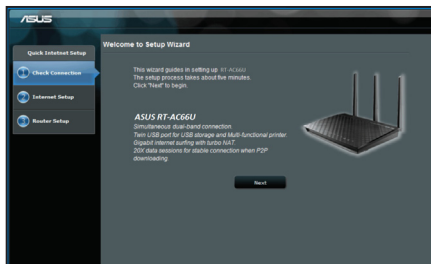 ASUS
Quick Internet Setup
1 Check Connection
2 Internet Setup
3 Router Setup
Welcome to Setup Wizard
This wizard guides in setting up RT-AC66U
The setup process takes about five minutes.
Click "Next" to begin.
ASUS RT-AC66U
Simultaneous dual-band connection.
Twin USB port for USB storage and Multi-functional printer.
Gigabit internet surfing with turbo NAT.
20X data sessions for stable connection when P2P
downloading.
Next